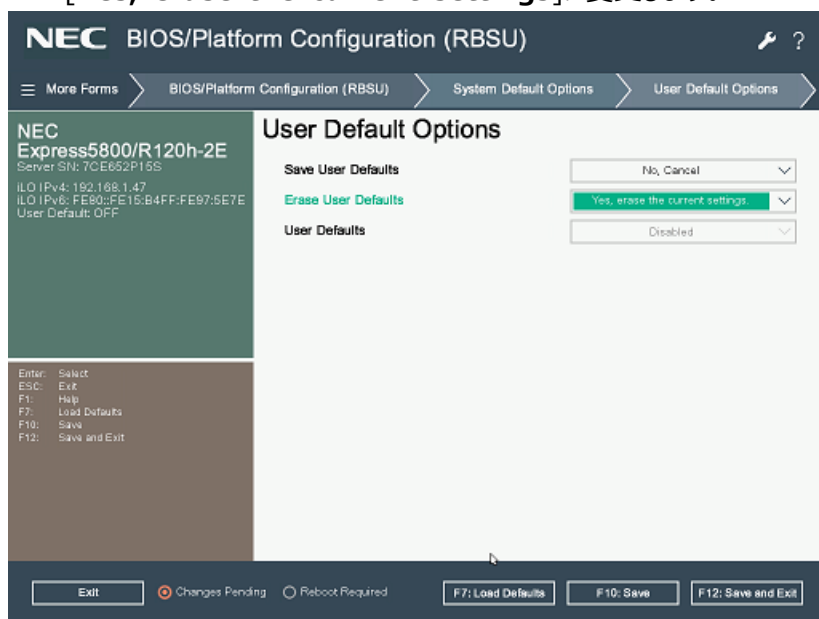 NEC BIOS/Platform Configuration (RBSU) ?
More Forms BIOS/Platform Configuration (RBSU) System Default Options User Default Options
NEC
Express5800/R120h-2E
Server SN: 7CE652P15S
iLO IPv4: 192.168.1.47
iLO IPv6: FE80::FE15:B4FF:FE97:5E7E
User Default: OFF
User Default Options
Save User Defaults No, Cancel
Erase User Defaults Yes, erase the current settings.
User Defaults Disabled
Enter: Select
ESC: Exit
F1: Help
F7: Load Defaults
F10: Save
F12: Save and Exit
Exit Changes Pending Reboot Required F7: Load Defaults F10: Save F12: Save and Exit